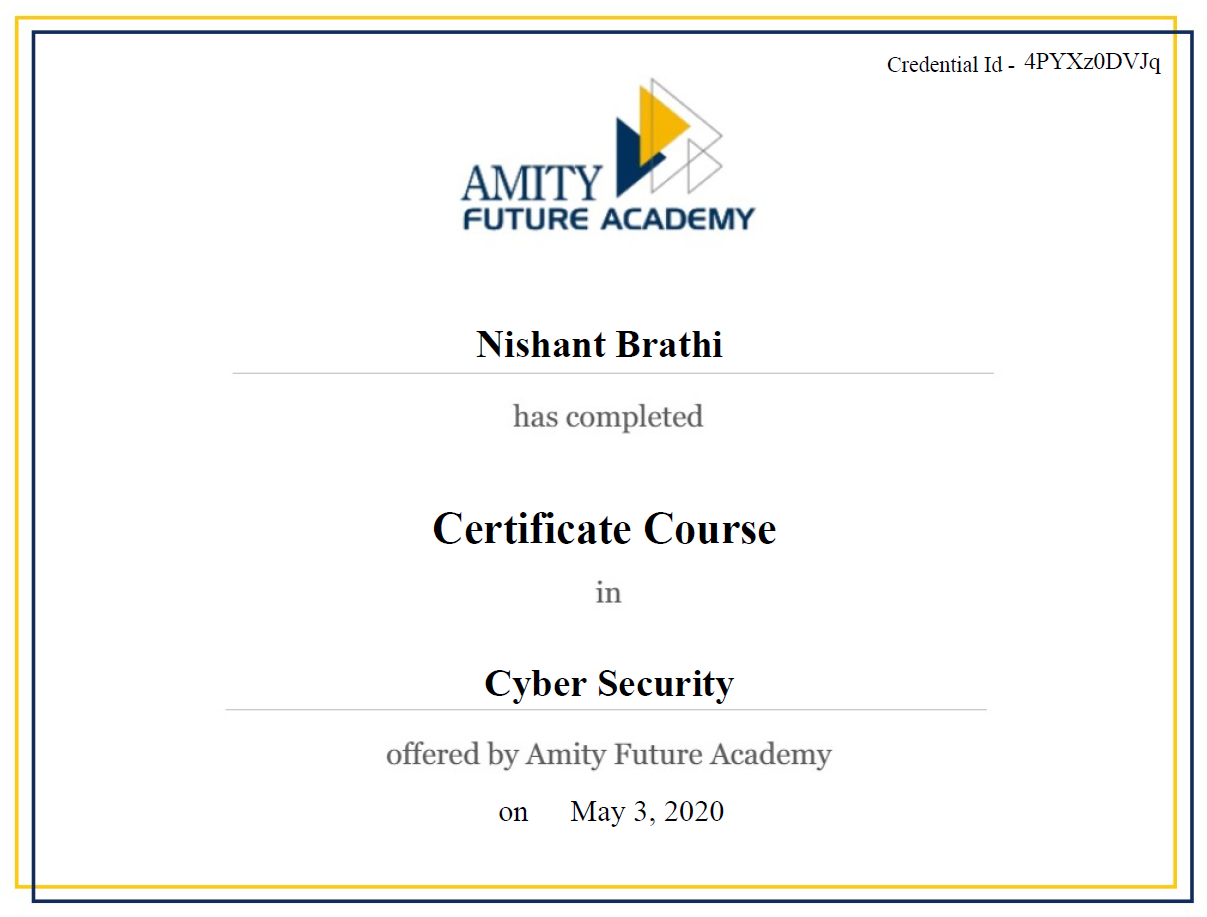 Credential Id - 4PYXz0DVJq
AMITY
FUTURE ACADEMY
Nishant Brathi
has completed
Certificate Course
in
Cyber Security
offered by Amity Future Academy
on May 3, 2020